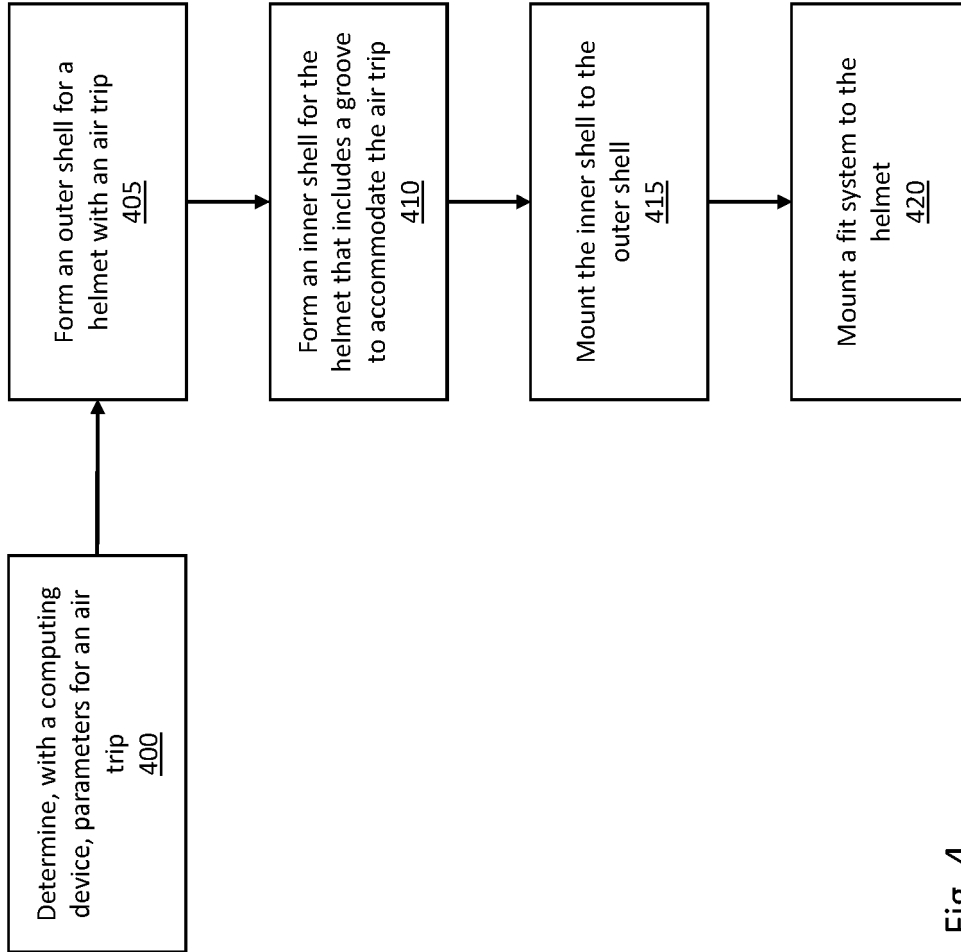 Determine, with a computing
device, parameters for an air
trip
400
Form an outer shell for a
helmet with an air trip
405
Form an inner shell for the
helmet that includes a groove
to accommodate the air trip
410
Mount the inner shell to the
outer shell
415
Mount a fit system to the
helmet
420
Fig. 4